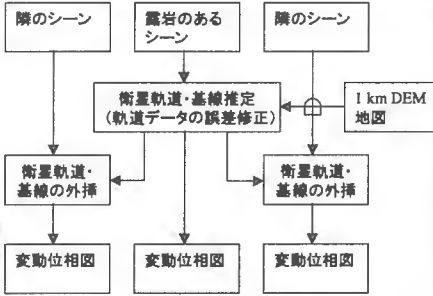 隣のシーン
露岩のある
シーン
隣のシーン
衛星軌道・基線推定
(軌道データの誤差修正)
1 km DEM
地図
衛星軌道・
基線の外挿
衛星軌道・
基線の外挿
変動位相図
変動位相図
変動位相図